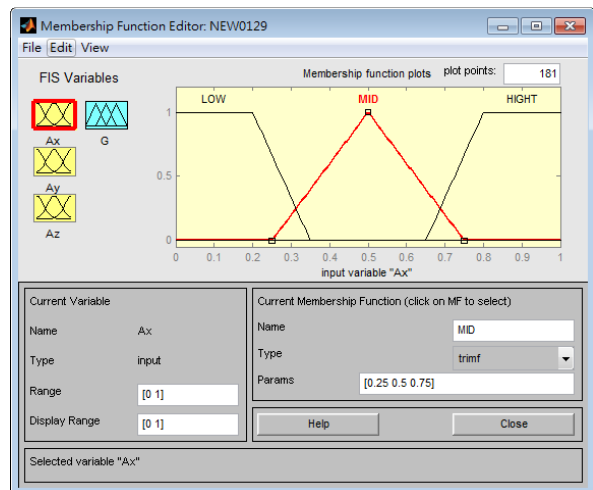 Membership Function Editor: NEW0129
File Edit View
FIS Variables
Ax G
Ay
Az
Membership function plots plot points: 181
LOW MID HIGHT
1
0.5
0
0 0.1 0.2 0.3 0.4 0.5 0.6 0.7 0.8 0.9 1
input variable "Ax"
Current Variable
Name Ax
Type input
Range [0 1]
Display Range [0 1]
Current Membership Function (click on MF to select)
Name MID
Type trimf
Params [0.25 0.5 0.75]
Help Close
Selected variable "Ax"